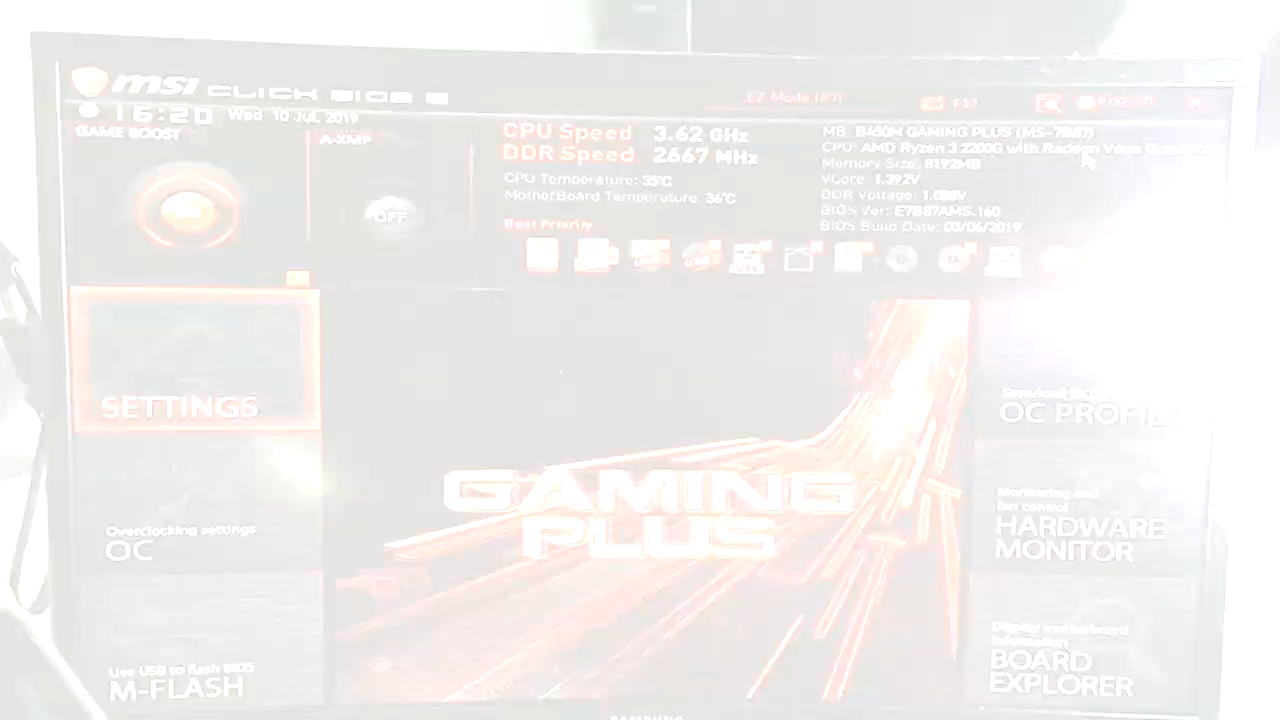 msi CLICK BIOS 5
EZ Mode (F7)
F12
English
X
16:20 Wed 10 Jul, 2019
GAME BOOST
A-XMP
OFF
CPU Speed 3.62 GHz
DDR Speed 2667 MHz
CPU Temperature: 35°C
MotherBoard Temperature: 36°C
MB: B450M GAMING PLUS (MS-7B87)
CPU: AMD Ryzen 3 2200G with Radeon Vega Graphics
Memory Size: 8192MB
VCore: 1.392V
DDR Voltage: 1.088V
BIOS Ver: E7B87AMS.160
BIOS Build Date: 03/06/2019
Boot Priority
USB
SETTINGS
Overclocking settings
OC
Use USB to flash BIOS
M-FLASH
GAMING
PLUS
OC PROFILE
Monitoring and
fan control
HARDWARE
MONITOR
Display motherboard
information
BOARD
EXPLORER
SAMSUNG